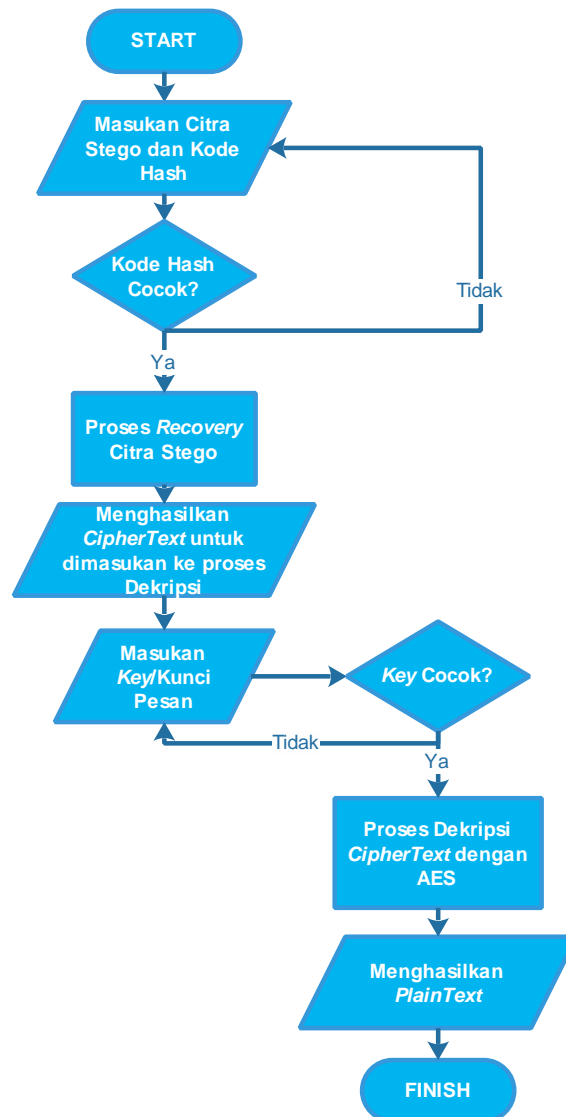 START
Masukan Citra
Stego dan Kode
Hash
Kode Hash
Cocok?
Tidak
Ya
Proses Recovery
Citra Stego
Menghasilkan
CipherText untuk
dimasukan ke proses
Dekripsi
Masukan
Key/Kunci
Pesan
Key Cocok?
Tidak
Ya
Proses Dekripsi
CipherText dengan
AES
Menghasilkan
PlainText
FINISH